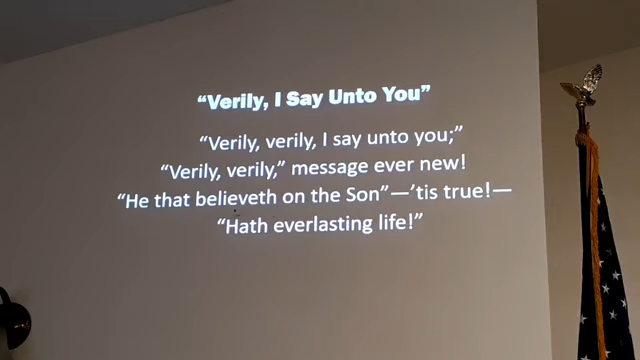 “Verily, I Say Unto You”
“Verily, verily, I say unto you;”
“Verily, verily,” message ever new!
“He that believeth on the Son”—’tis true!—
“Hath everlasting life!”